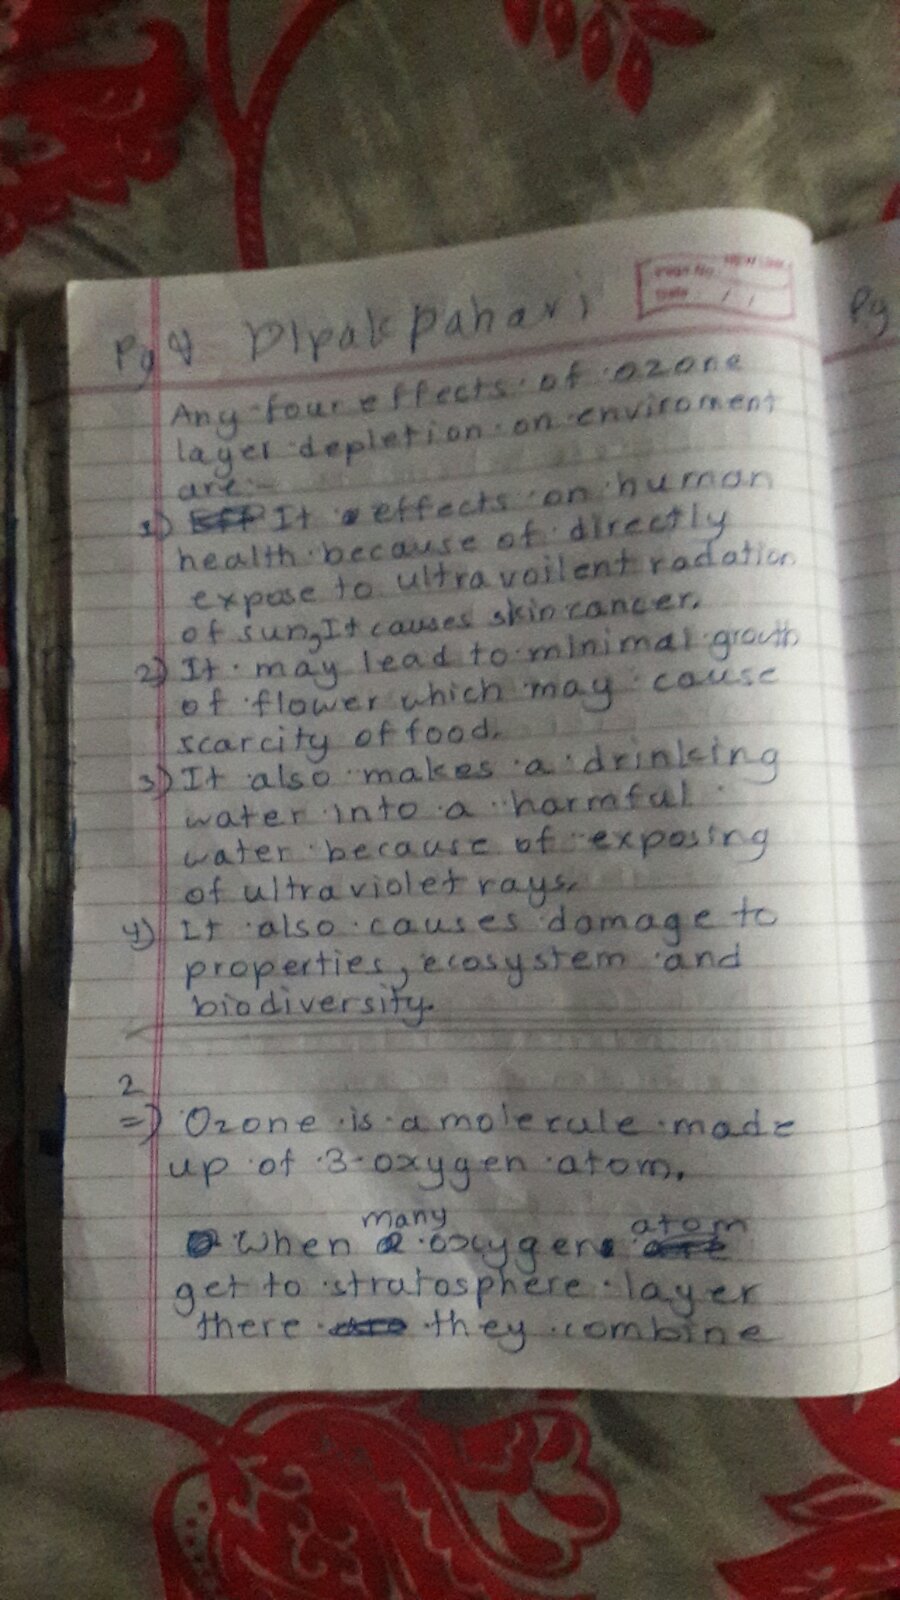 Page No.
Date / /
Dipak pahari
Pg
Any four effects of ozone
layer depletion on enviroment
are:-
1) It effects on human
health because of directly
expose to ultra voilent radation
of sun, It causes skin cancer.
2) It may lead to minimal growth
of flower which may cause
scarcity of food.
3) It also makes a drinking
water into a harmful
water because of exposing
of ultra violet rays.
4) It also causes damage to
properties, ecosystem and
biodiversity.
2
=) Ozone is a molecule made
up of 3 oxygen atom.
many atom
When oxygen
get to stratosphere layer
there they combine
Pg